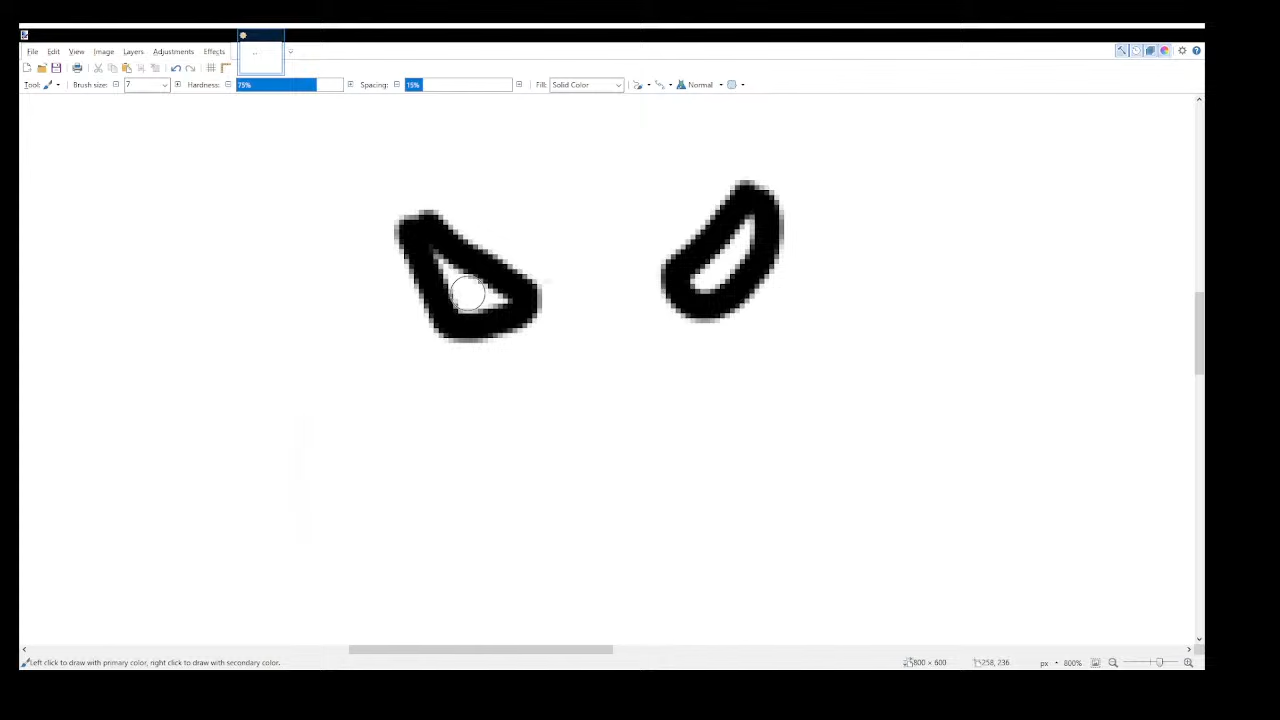 File Edit View Image Layers Adjustments Effects
Tool: Brush size: 7 Hardness: 75% Spacing: 15% Fill: Solid Color Normal
Left click to draw with primary color, right click to draw with secondary color. 800 × 600 258, 236 px 800%